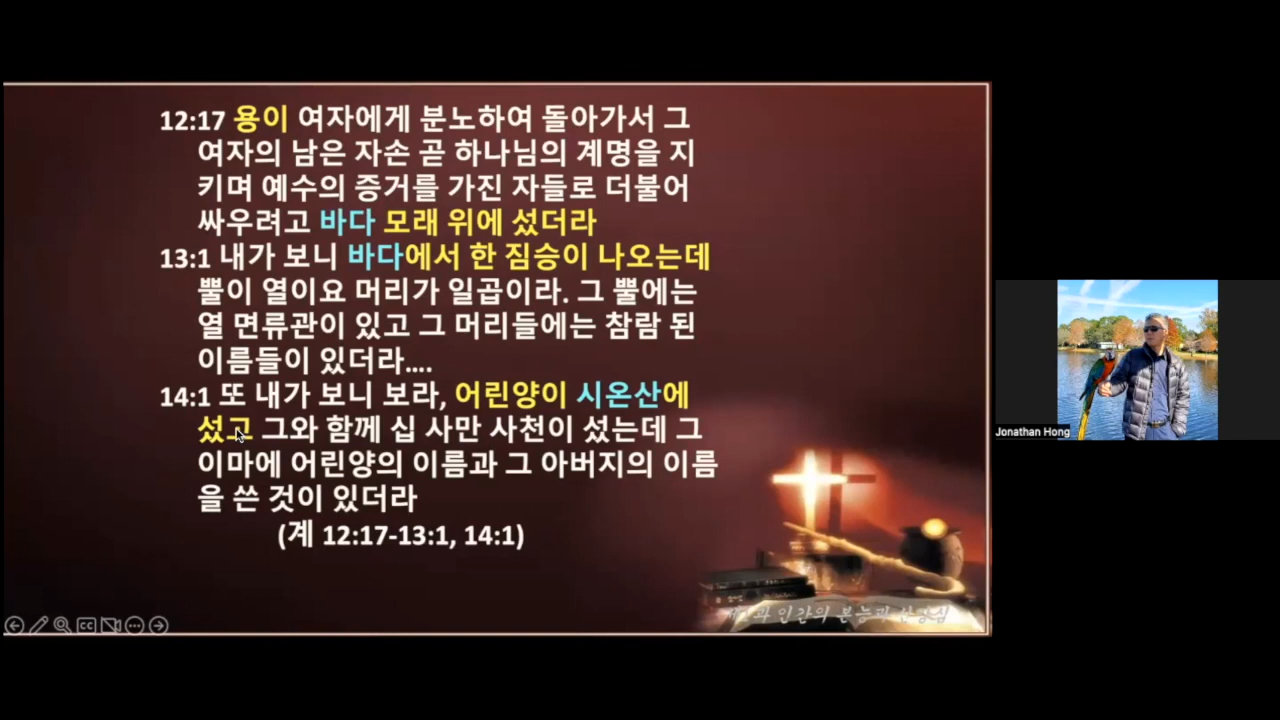 12:17 용이 여자에게 분노하여 돌아가서 그
여자의 남은 자손 곧 하나님의 계명을 지
키며 예수의 증거를 가진 자들로 더불어
싸우려고 바다 모래 위에 섰더라
13:1 내가 보니 바다에서 한 짐승이 나오는데
뿔이 열이요 머리가 일곱이라. 그 뿔에는
열 면류관이 있고 그 머리들에는 참람 된
이름들이 있더라....
14:1 또 내가 보니 보라, 어린양이 시온산에
섰고 그와 함께 십 사만 사천이 섰는데 그
이마에 어린양의 이름과 그 아버지의 이름
을 쓴 것이 있더라
(계 12:17-13:1, 14:1)
과 인간의 본능과
CC
Jonathan Hong